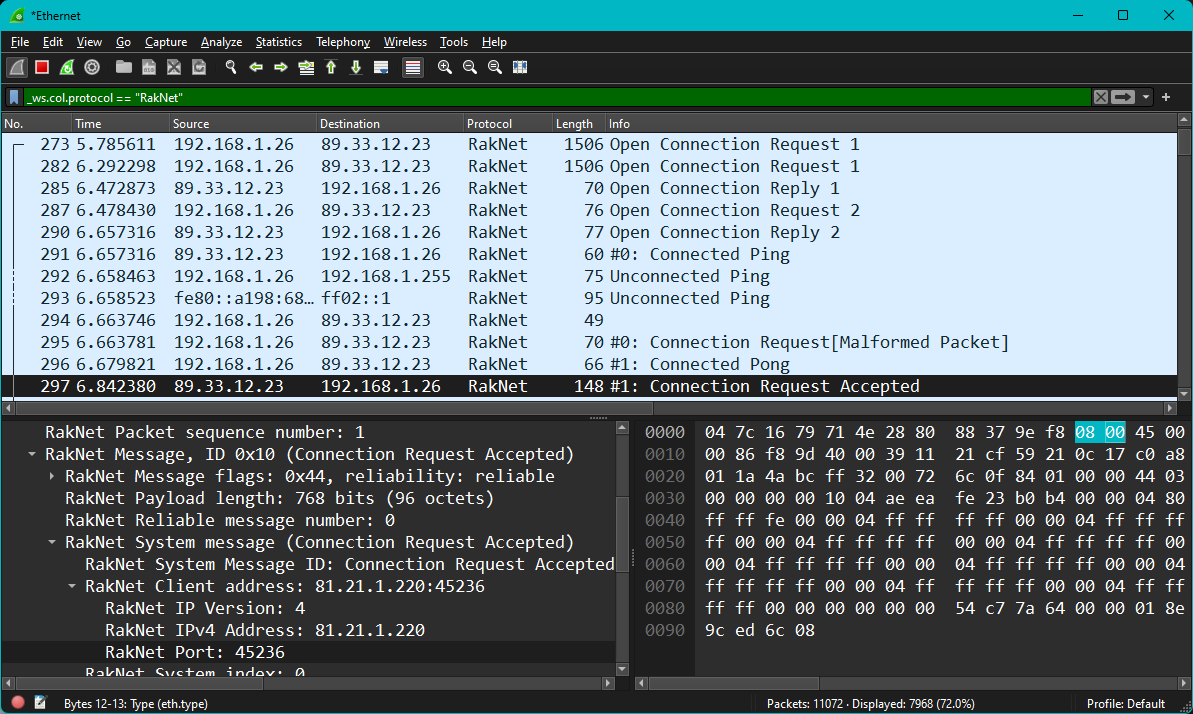 *Ethernet
File Edit View Go Capture Analyze Statistics Telephony Wireless Tools Help
_ws.col.protocol == "RakNet"
No. Time Source Destination Protocol Length Info
273 5.785611 192.168.1.26 89.33.12.23 RakNet 1506 Open Connection Request 1
282 6.292298 192.168.1.26 89.33.12.23 RakNet 1506 Open Connection Request 1
285 6.472873 89.33.12.23 192.168.1.26 RakNet 70 Open Connection Reply 1
287 6.478430 192.168.1.26 89.33.12.23 RakNet 76 Open Connection Request 2
290 6.657316 89.33.12.23 192.168.1.26 RakNet 77 Open Connection Reply 2
291 6.657316 89.33.12.23 192.168.1.26 RakNet 60 #0: Connected Ping
292 6.658463 192.168.1.26 192.168.1.255 RakNet 75 Unconnected Ping
293 6.658523 fe80::a198:68… ff02::1 RakNet 95 Unconnected Ping
294 6.663746 192.168.1.26 89.33.12.23 RakNet 49
295 6.663781 192.168.1.26 89.33.12.23 RakNet 70 #0: Connection Request[Malformed Packet]
296 6.679821 192.168.1.26 89.33.12.23 RakNet 66 #1: Connected Pong
297 6.842380 89.33.12.23 192.168.1.26 RakNet 148 #1: Connection Request Accepted
RakNet Packet sequence number: 1
RakNet Message, ID 0x10 (Connection Request Accepted)
RakNet Message flags: 0x44, reliability: reliable
RakNet Payload length: 768 bits (96 octets)
RakNet Reliable message number: 0
RakNet System message (Connection Request Accepted)
RakNet System Message ID: Connection Request Accepted
RakNet Client address: 81.21.1.220:45236
RakNet IP Version: 4
RakNet IPv4 Address: 81.21.1.220
RakNet Port: 45236
RakNet System index: 0
0000 04 7c 16 79 71 4e 28 80 88 37 9e f8 08 00 45 00
0010 00 86 f8 9d 40 00 39 11 21 cf 59 21 0c 17 c0 a8
0020 01 1a 4a bc ff 32 00 72 6c 0f 84 01 00 00 44 03
0030 00 00 00 00 10 04 ae ea fe 23 b0 b4 00 00 04 80
0040 ff ff fe 00 00 04 ff ff ff ff 00 00 04 ff ff ff
0050 ff 00 00 04 ff ff ff ff 00 00 04 ff ff ff ff 00
0060 00 04 ff ff ff ff 00 00 04 ff ff ff ff 00 00 04
0070 ff ff ff ff 00 00 04 ff ff ff ff 00 00 04 ff ff
0080 ff ff 00 00 00 00 00 00 54 c7 7a 64 00 00 01 8e
0090 9c ed 6c 08
Bytes 12-13: Type (eth.type)
Packets: 11072 · Displayed: 7968 (72.0%)
Profile: Default